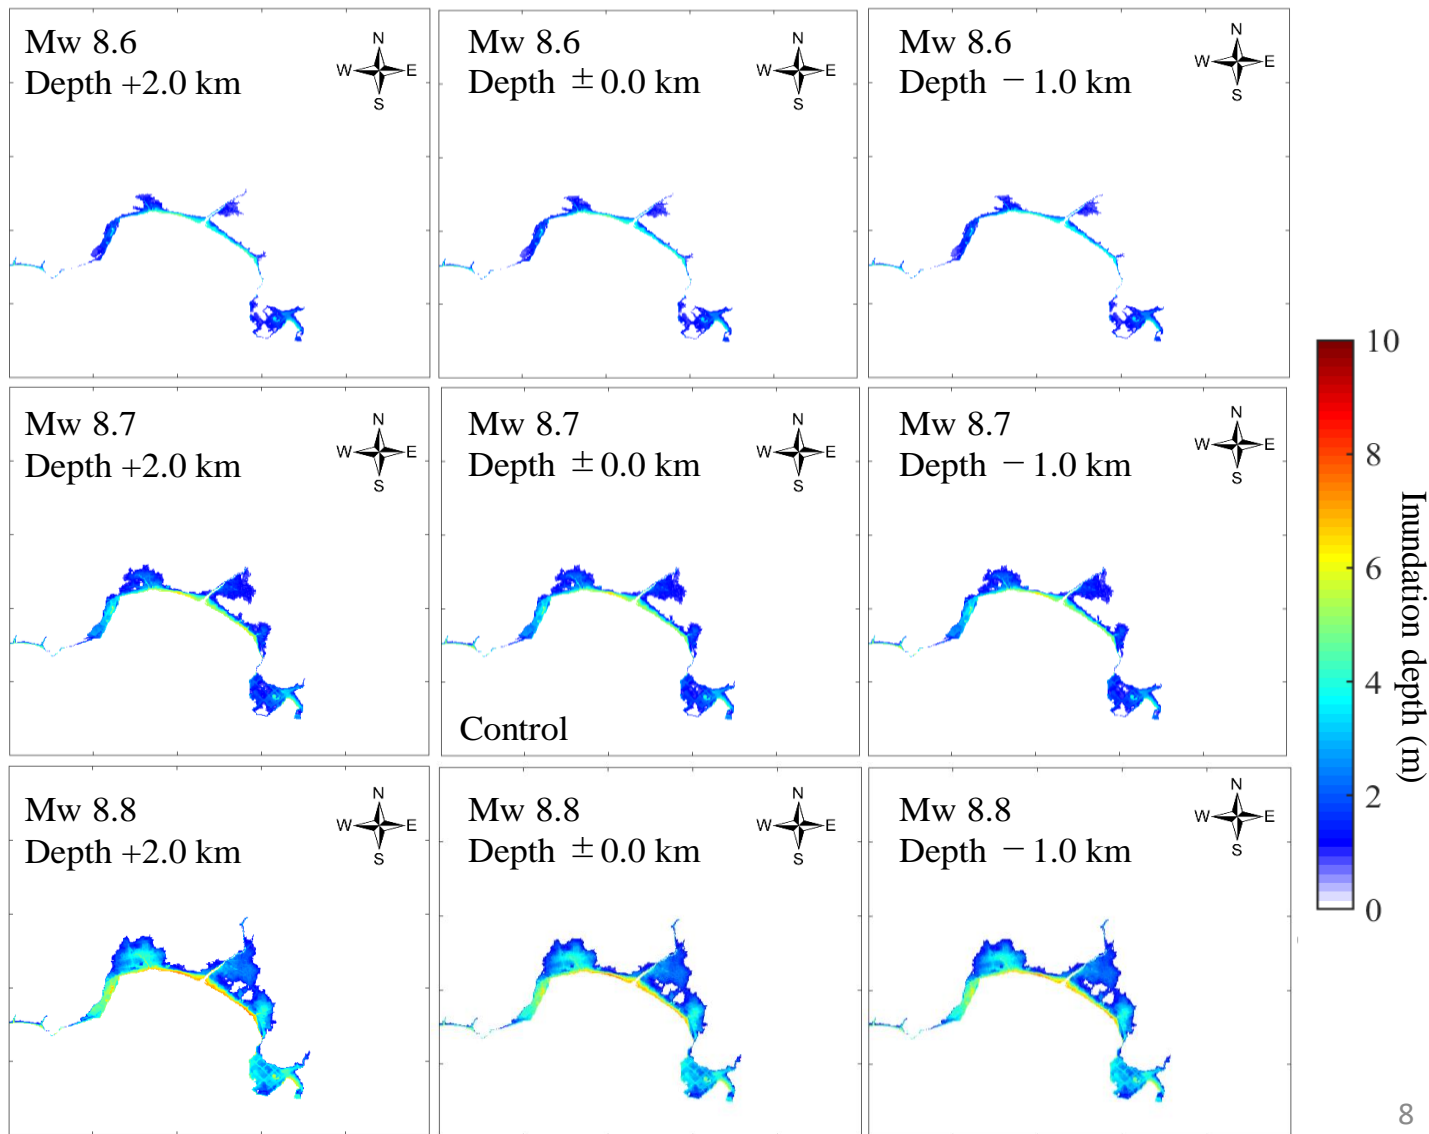 Mw 8.6
Depth +2.0 km
N
W E
S
Mw 8.6
Depth ±0.0 km
N
W E
S
Mw 8.6
Depth −1.0 km
N
W E
S
Mw 8.7
Depth +2.0 km
N
W E
S
Mw 8.7
Depth ±0.0 km
N
W E
S
Control
Mw 8.7
Depth −1.0 km
N
W E
S
Mw 8.8
Depth +2.0 km
N
W E
S
Mw 8.8
Depth ±0.0 km
N
W E
S
Mw 8.8
Depth −1.0 km
N
W E
S
10
8
6
4
2
0
Inundation depth (m)
8